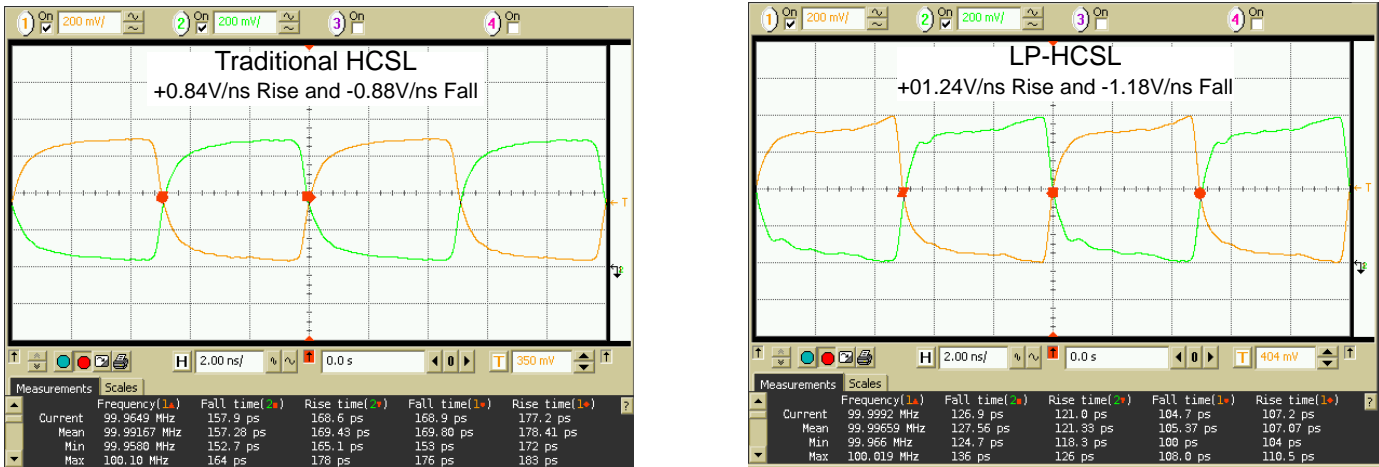 1 On 200 mV/ 2 On 200 mV/ 3 On 4 On
Traditional HCSL
+0.84V/ns Rise and -0.88V/ns Fall
T
H 2.00 ns/ 0.0 s 0 T 350 mV
Measurements Scales
Frequency(1) Fall time(2) Rise time(2) Fall time(1) Rise time(1) ?
Current 99.9649 MHz 157.9 ps 168.6 ps 168.9 ps 177.2 ps
Mean 99.99167 MHz 157.28 ps 169.43 ps 169.80 ps 178.41 ps
Min 99.9580 MHz 152.7 ps 165.1 ps 153 ps 172 ps
Max 100.10 MHz 164 ps 178 ps 176 ps 183 ps
1 On 200 mV/ 2 On 200 mV/ 3 On 4 On
LP-HCSL
+01.24V/ns Rise and -1.18V/ns Fall
T
H 2.00 ns/ 0.0 s 0 T 404 mV
Measurements Scales
Frequency(1) Fall time(2) Rise time(2) Fall time(1) Rise time(1) ?
Current 99.9992 MHz 126.9 ps 121.0 ps 104.7 ps 107.2 ps
Mean 99.99659 MHz 127.56 ps 121.33 ps 105.37 ps 107.07 ps
Min 99.966 MHz 124.7 ps 118.3 ps 100 ps 104 ps
Max 100.019 MHz 136 ps 126 ps 108.0 ps 110.5 ps